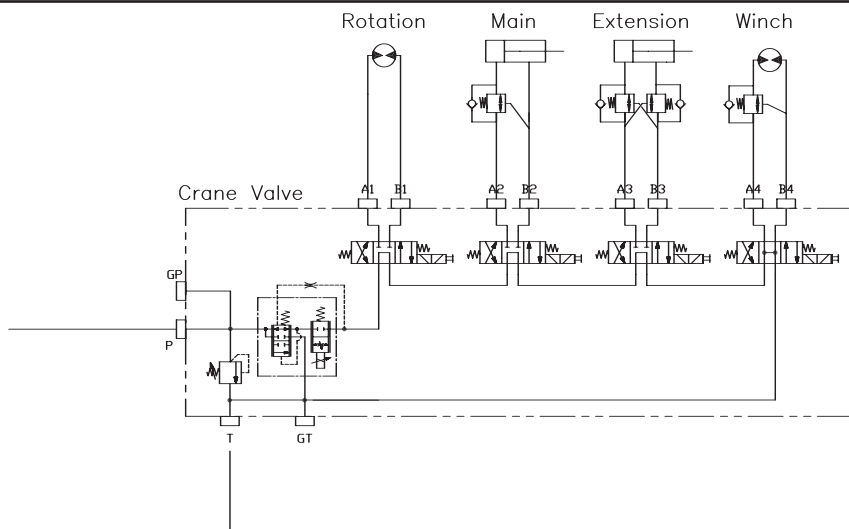 Rotation Main Extension Winch
A1 B1 A2 B2 A3 B3 A4 B4
Crane Valve
GP
P
T GT